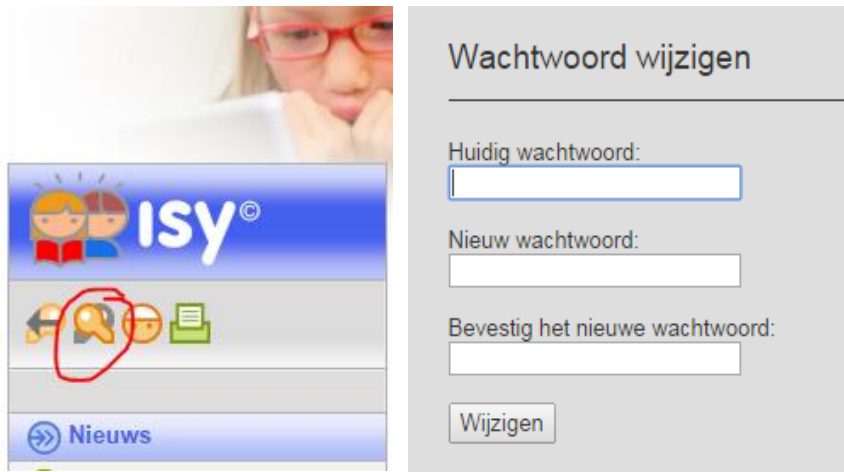 isy©
Nieuws
Wachtwoord wijzigen
Huidig wachtwoord:
Nieuw wachtwoord:
Bevestig het nieuwe wachtwoord:
Wijzigen